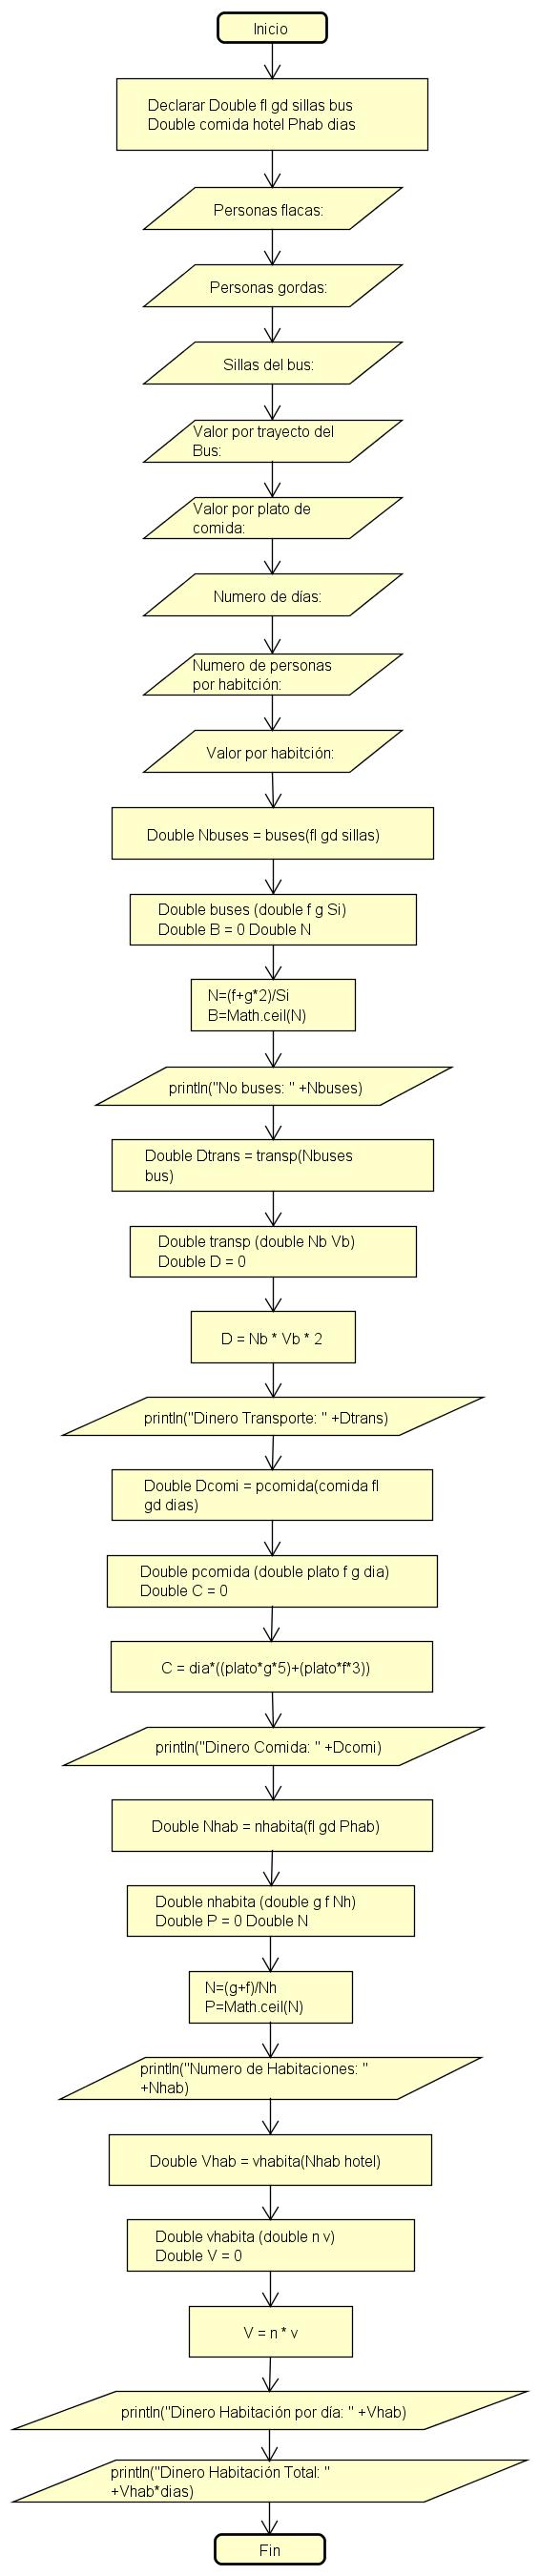 Inicio
Declarar Double fl gd sillas bus
Double comida hotel Phab dias
Personas flacas:
Personas gordas:
Sillas del bus:
Valor por trayecto del
Bus:
Valor por plato de
comida:
Numero de días:
Numero de personas
por habitción:
Valor por habitción:
Double Nbuses = buses(fl gd sillas)
Double buses (double f g Si)
Double B = 0 Double N
N=(f+g*2)/Si
B=Math.ceil(N)
println("No buses: " +Nbuses)
Double Dtrans = transp(Nbuses
bus)
Double transp (double Nb Vb)
Double D = 0
D = Nb * Vb * 2
println("Dinero Transporte: " +Dtrans)
Double Dcomi = pcomida(comida fl
gd dias)
Double pcomida (double plato f g dia)
Double C = 0
C = dia*((plato*g*5)+(plato*f*3))
println("Dinero Comida: " +Dcomi)
Double Nhab = nhabita(fl gd Phab)
Double nhabita (double g f Nh)
Double P = 0 Double N
N=(g+f)/Nh
P=Math.ceil(N)
println("Numero de Habitaciones: "
+Nhab)
Double Vhab = vhabita(Nhab hotel)
Double vhabita (double n v)
Double V = 0
V = n * v
println("Dinero Habitación por día: " +Vhab)
println("Dinero Habitación Total: "
+Vhab*dias)
Fin